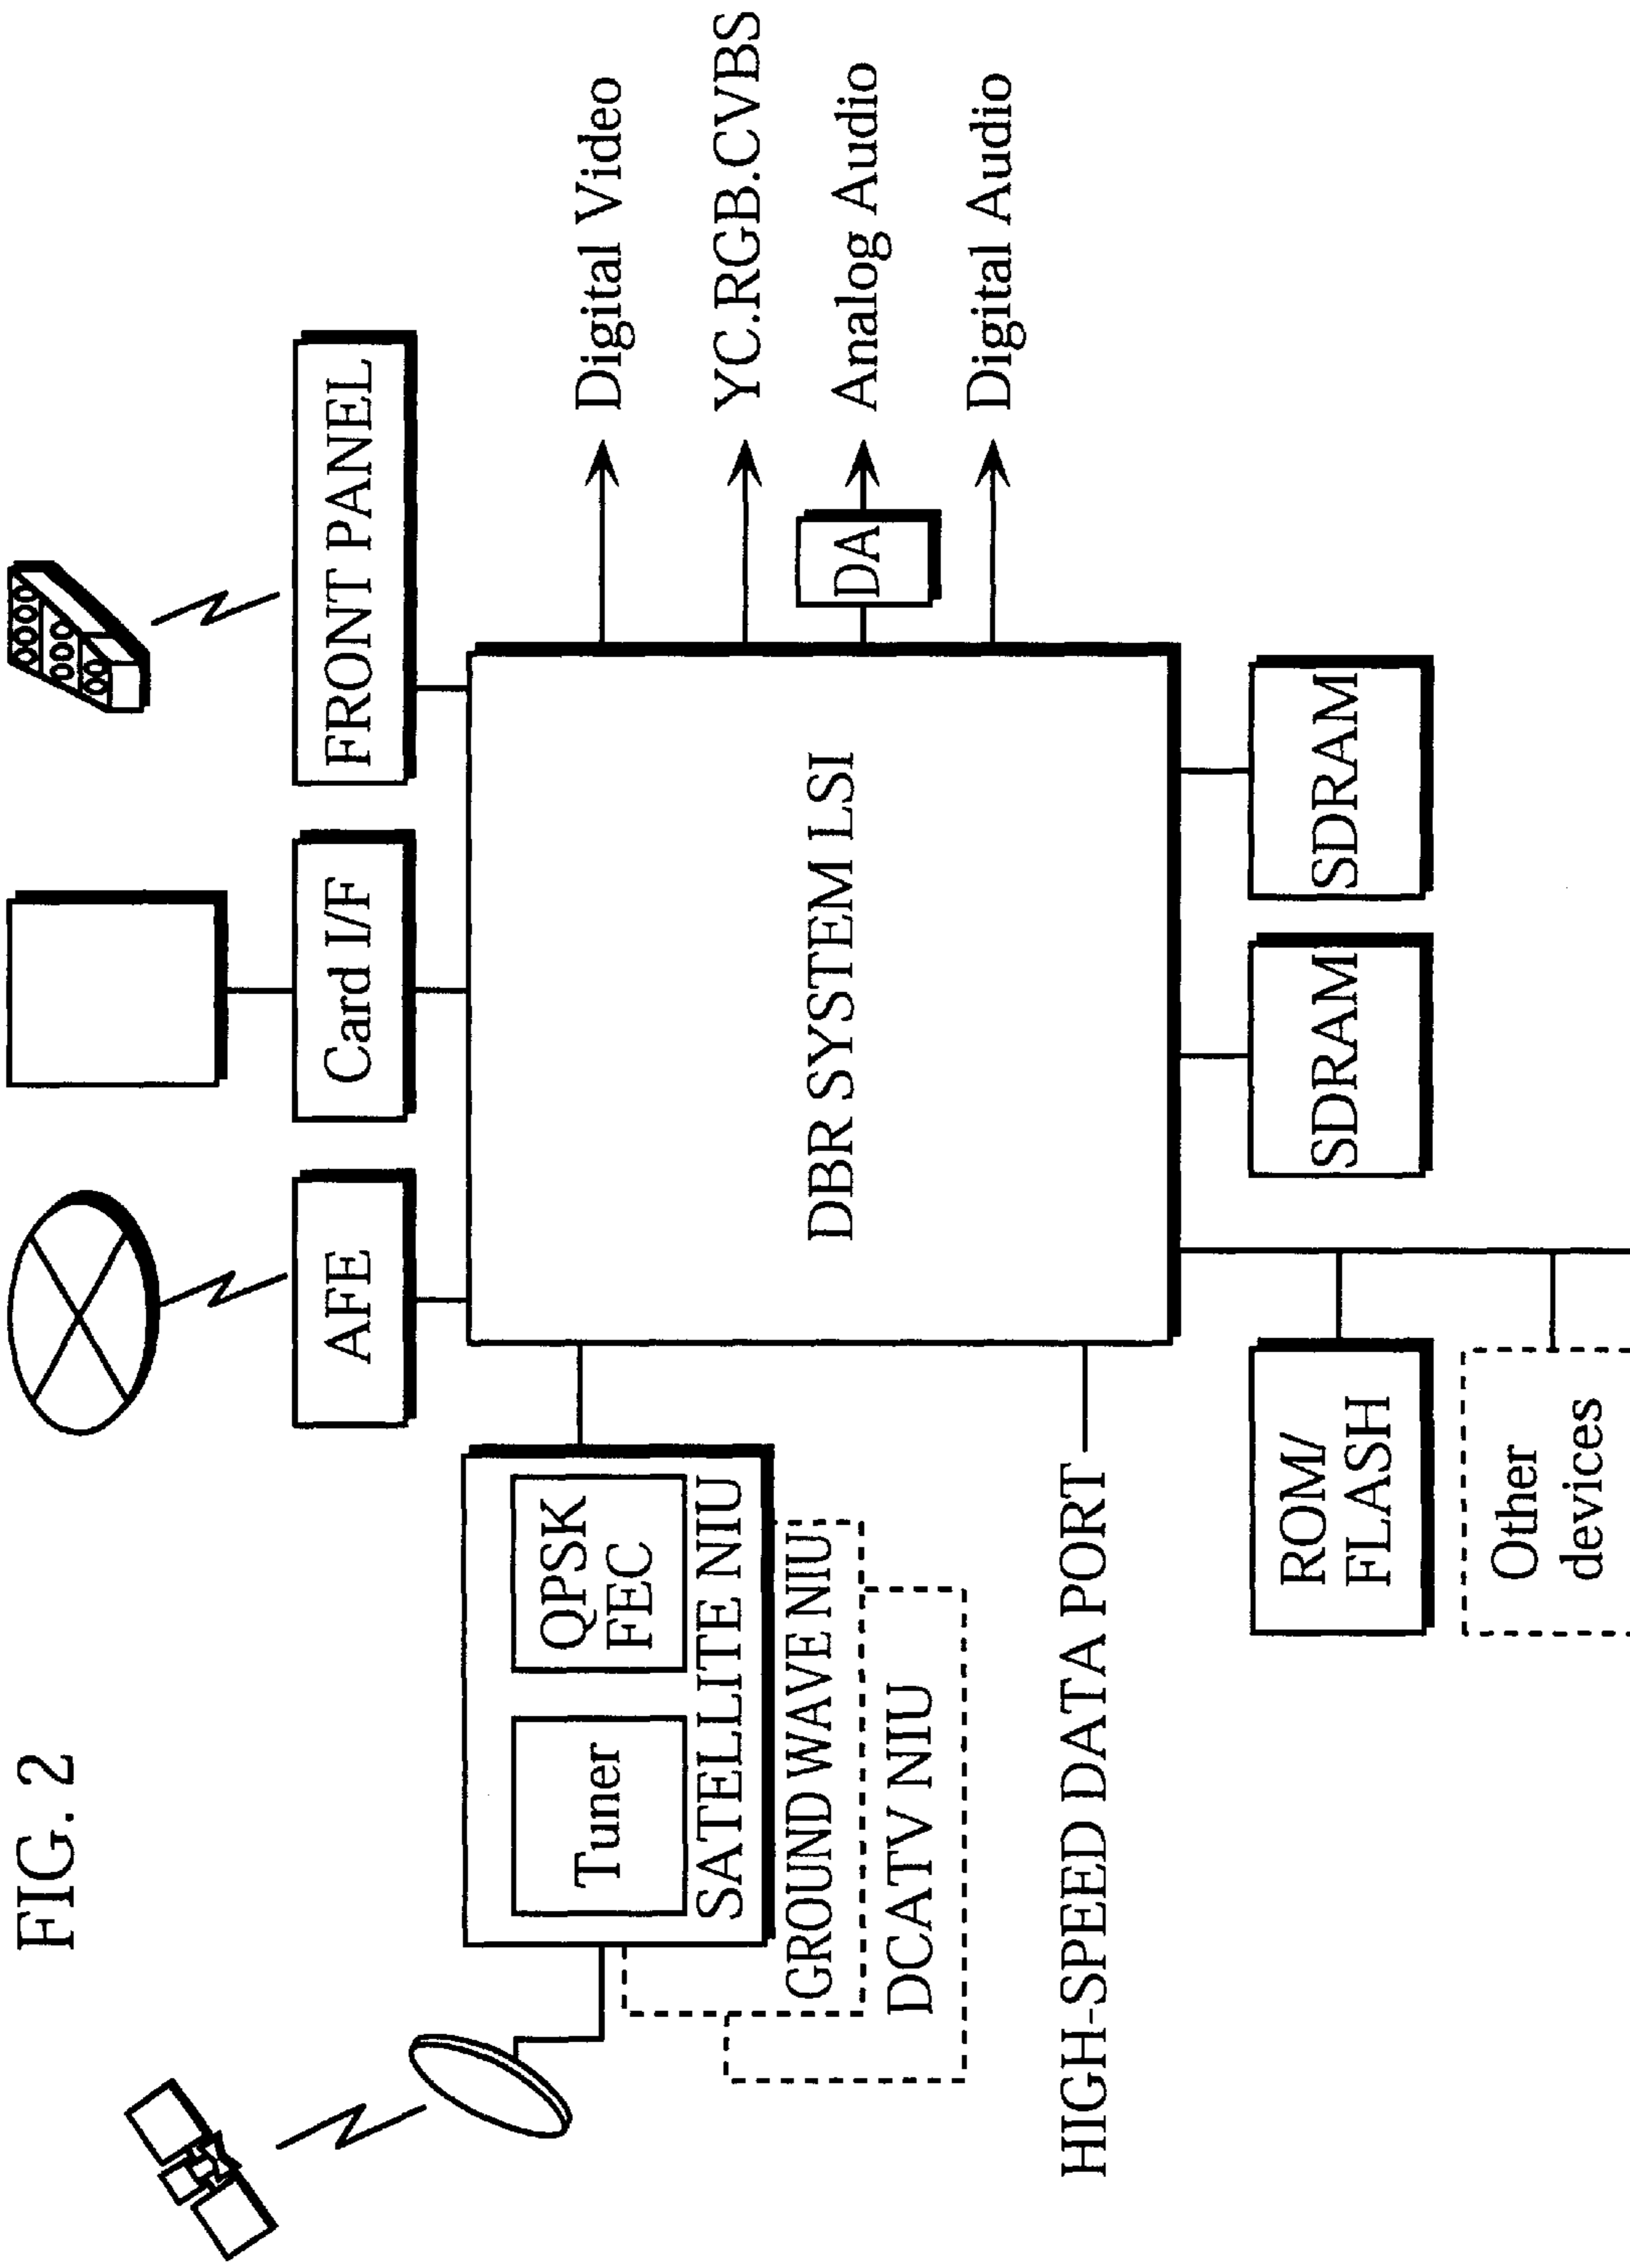 FIG. 2
AFE
Card I/F
FRONT PANEL
Tuner
QPSK
FEC
SATELLITE NIU
GROUND WAVE NIU
DCATV NIU
HIGH-SPEED DATA PORT
DBR SYSTEM LSI
Digital Video
YC.RGB.CVBS
DA
Analog Audio
Digital Audio
ROM/
FLASH
SDRAM
SDRAM
Other
devices